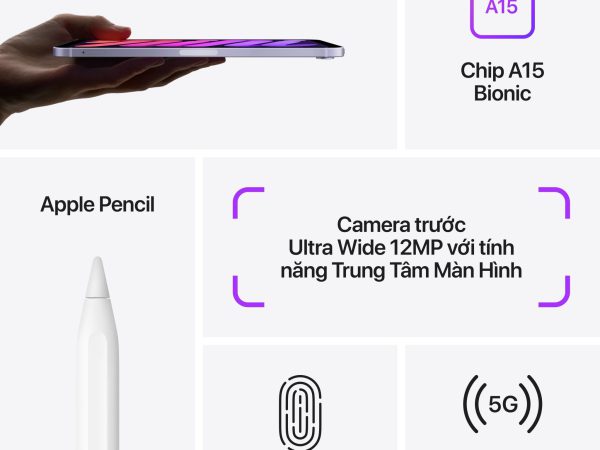 A15
Chip A15
Bionic
Apple Pencil
Camera trước
Ultra Wide 12MP với tính
năng Trung Tâm Màn Hình
5G